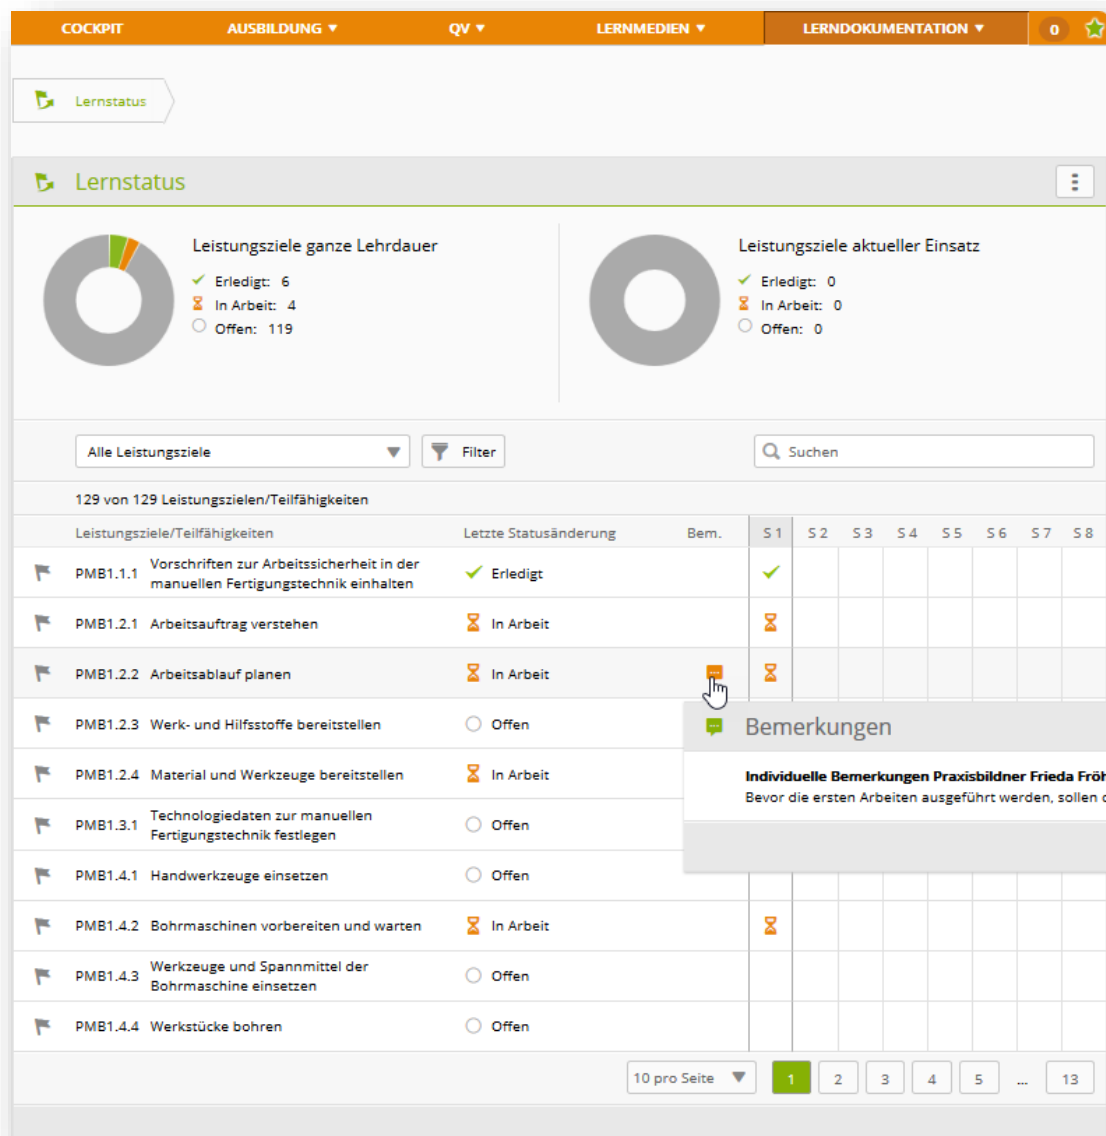 COCKPIT AUSBILDUNG QV LERNMEDIEN LERNDOKUMENTATION 0
Lernstatus
Lernstatus
Leistungsziele ganze Lehrdauer
Erledigt: 6
In Arbeit: 4
Offen: 119
Leistungsziele aktueller Einsatz
Erledigt: 0
In Arbeit: 0
Offen: 0
Alle Leistungsziele Filter Suchen
129 von 129 Leistungszielen/Teilfähigkeiten
Leistungsziele/Teilfähigkeiten Letzte Statusänderung Bem. S 1 S 2 S 3 S 4 S 5 S 6 S 7 S 8
PMB1.1.1 Vorschriften zur Arbeitssicherheit in der
manuellen Fertigungstechnik einhalten Erledigt
PMB1.2.1 Arbeitsauftrag verstehen In Arbeit
PMB1.2.2 Arbeitsablauf planen In Arbeit
PMB1.2.3 Werk- und Hilfsstoffe bereitstellen Offen
Bemerkungen
Individuelle Bemerkungen Praxisbildner Frieda
Bevor die ersten Arbeiten ausgeführt werden, sollen
PMB1.2.4 Material und Werkzeuge bereitstellen In Arbeit
PMB1.3.1 Technologiedaten zur manuellen
Fertigungstechnik festlegen Offen
PMB1.4.1 Handwerkzeuge einsetzen Offen
PMB1.4.2 Bohrmaschinen vorbereiten und warten In Arbeit
PMB1.4.3 Werkzeuge und Spannmittel der
Bohrmaschine einsetzen Offen
PMB1.4.4 Werkstücke bohren Offen
10 pro Seite 1 2 3 4 5 ... 13